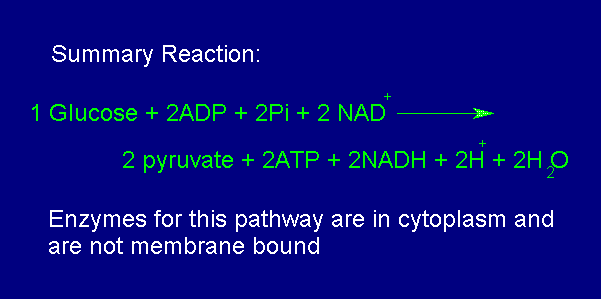 Summary Reaction:
1 Glucose + 2ADP + 2Pi + 2 NAD⁺ ⟶
2 pyruvate + 2ATP + 2NADH + 2H⁺ + 2H₂O
Enzymes for this pathway are in cytoplasm and
are not membrane bound